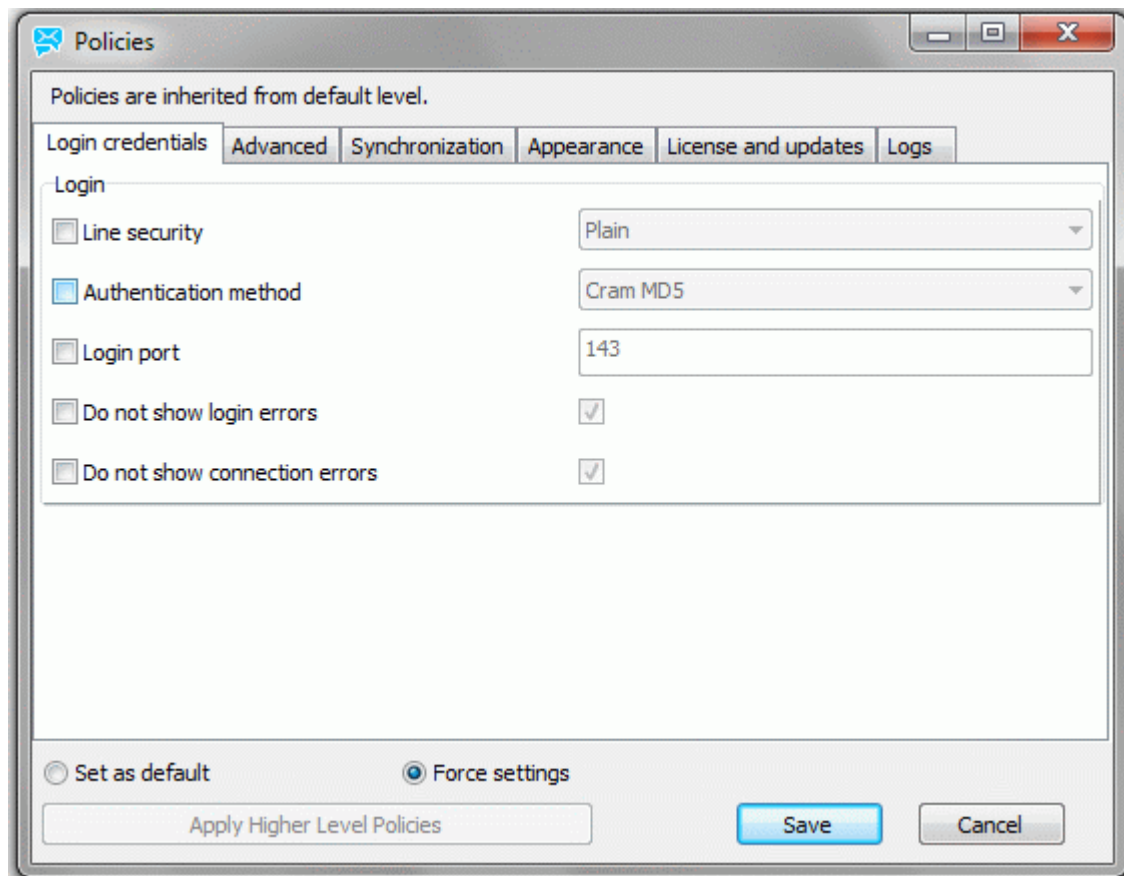 Policies
Policies are inherited from default level.
Login credentials Advanced Synchronization Appearance License and updates Logs
Login
Line security Plain
Authentication method Cram MD5
Login port 143
Do not show login errors
Do not show connection errors
Set as default Force settings
Apply Higher Level Policies Save Cancel